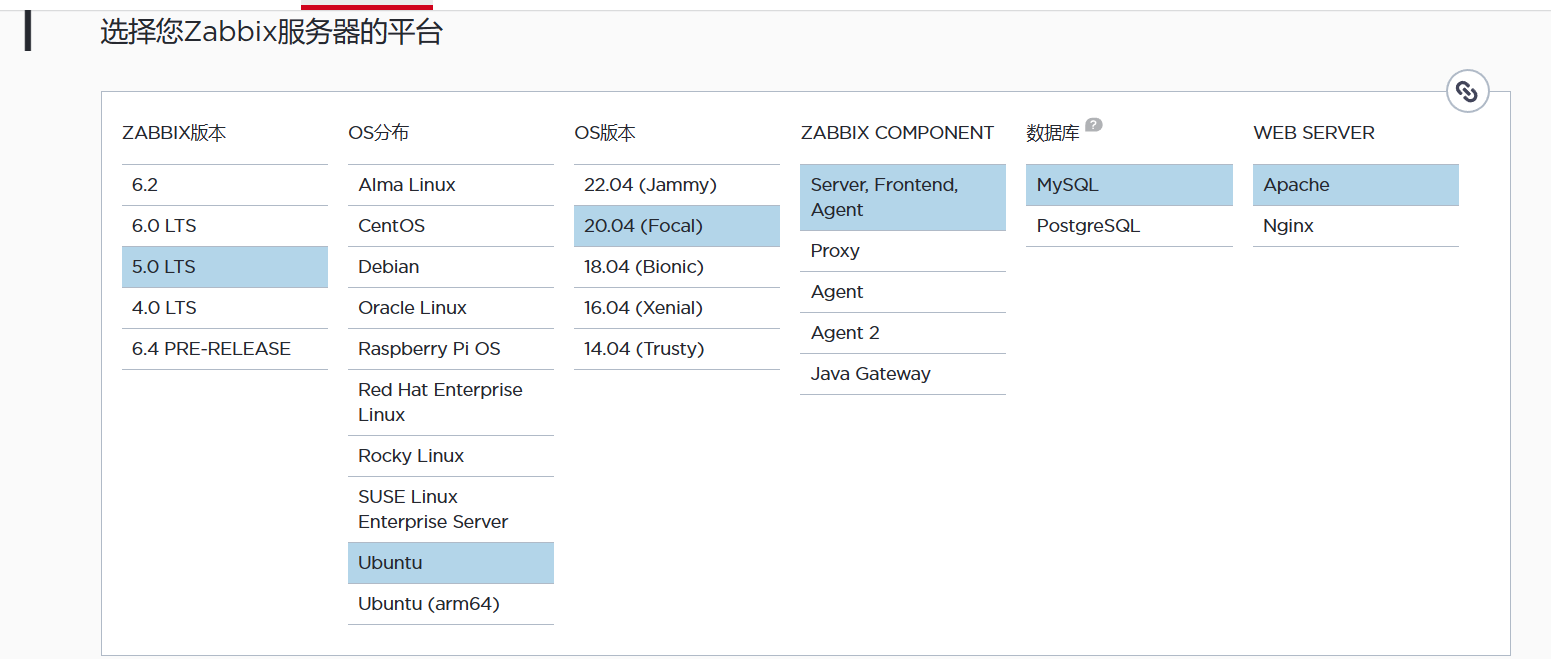 选择您Zabbix服务器的平台
ZABBIX版本
6.2
6.0 LTS
5.0 LTS
4.0 LTS
6.4 PRE-RELEASE
OS分布
Alma Linux
CentOS
Debian
Oracle Linux
Raspberry Pi OS
Red Hat Enterprise
Linux
Rocky Linux
SUSE Linux
Enterprise Server
Ubuntu
Ubuntu (arm64)
OS版本
22.04 (Jammy)
20.04 (Focal)
18.04 (Bionic)
16.04 (Xenial)
14.04 (Trusty)
ZABBIX COMPONENT
Server, Frontend,
Agent
Proxy
Agent
Agent 2
Java Gateway
数据库 ?
MySQL
PostgreSQL
WEB SERVER
Apache
Nginx